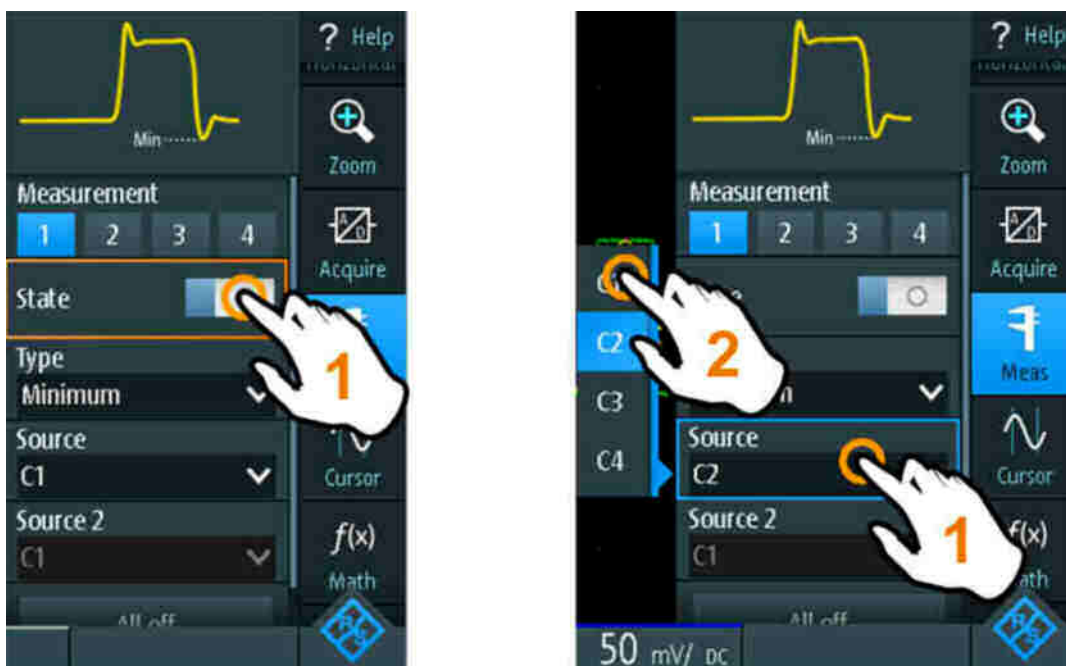 ? Help
Horizontal
Min
Zoom
Measurement
1 2 3 4
A
D
Acquire
State
1
Type
Minimum
Source
C1
Cursor
Source 2
C1
f(x)
Math
All off
R S
? Help
Horizontal
Min
Zoom
Measurement
1 2 3 4
A
D
Acquire
C2
2
Meas
C3
Source
C4
C2
Cursor
Source 2
C1
1
f(x)
All off
R S
50 mV/ DC